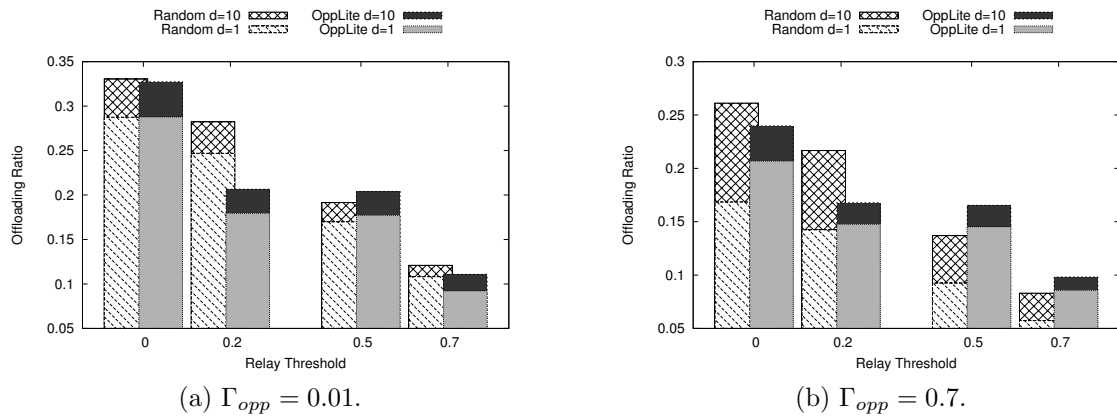 Random d=10
OppLite d=10
Random d=1
OppLite d=1
0.35
0.3
0.25
0.2
0.15
0.1
0.05
Offloading Ratio
0
0.2
0.5
0.7
Relay Threshold
(a) Γopp = 0.01.
Random d=10
OppLite d=10
Random d=1
OppLite d=1
0.3
0.25
0.2
0.15
0.1
0.05
Offloading Ratio
0
0.2
0.5
0.7
Relay Threshold
(b) Γopp = 0.7.